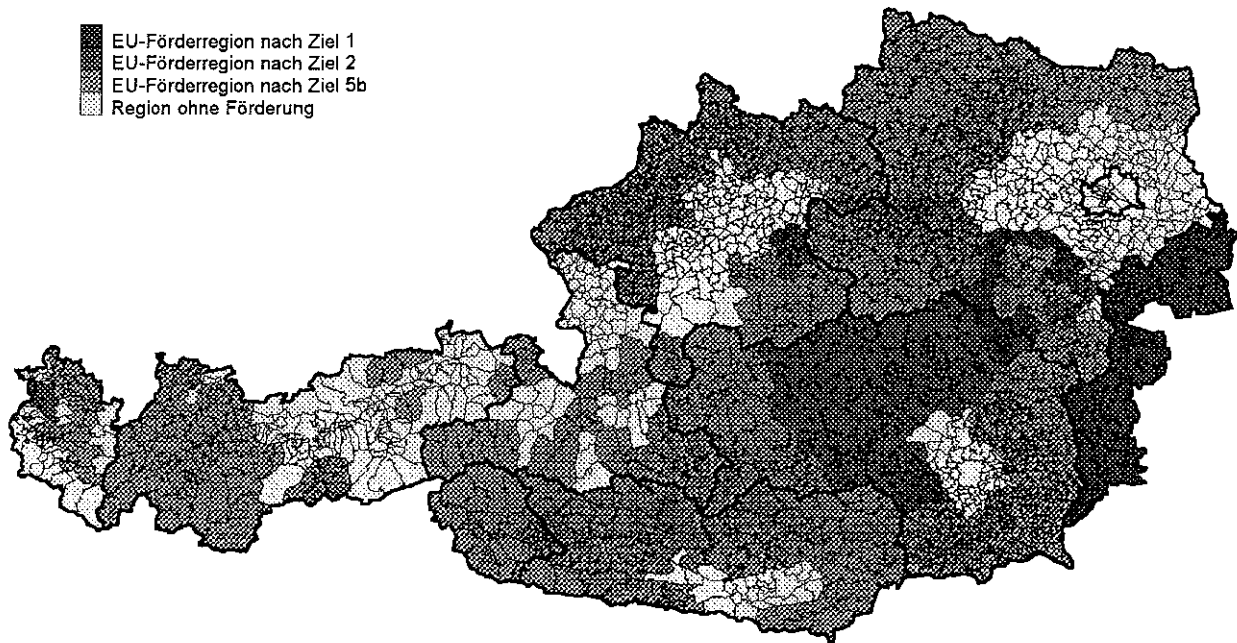 EU-Förderregion nach Ziel 1
EU-Förderregion nach Ziel 2
EU-Förderregion nach Ziel 5b
Region ohne Förderung